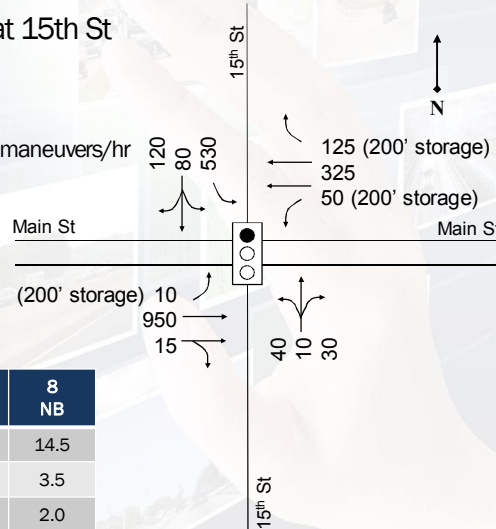 at 15th St
15th St
N
maneuvers/hr
120
80
530
125 (200' storage)
325
50 (200' storage)
Main St
Main St
(200' storage) 10
950
15
40
10
30
8
NB
14.5
3.5
2.0
15th St